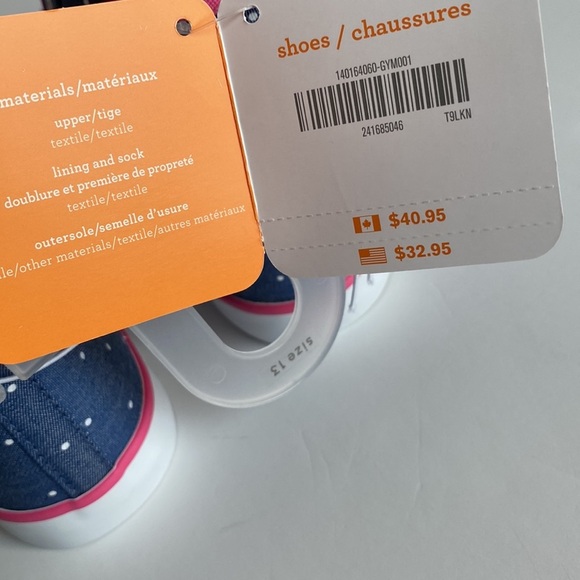 materials/matériaux
upper/tige
textile/textile
lining and sock
doublure et première de propreté
textile/textile
outersole/semelle d'usure
/other materials/textile/autres matériaux
shoes / chaussures
140164060-GYM001
241685046 T9LKN
$40.95
$32.95
size 13